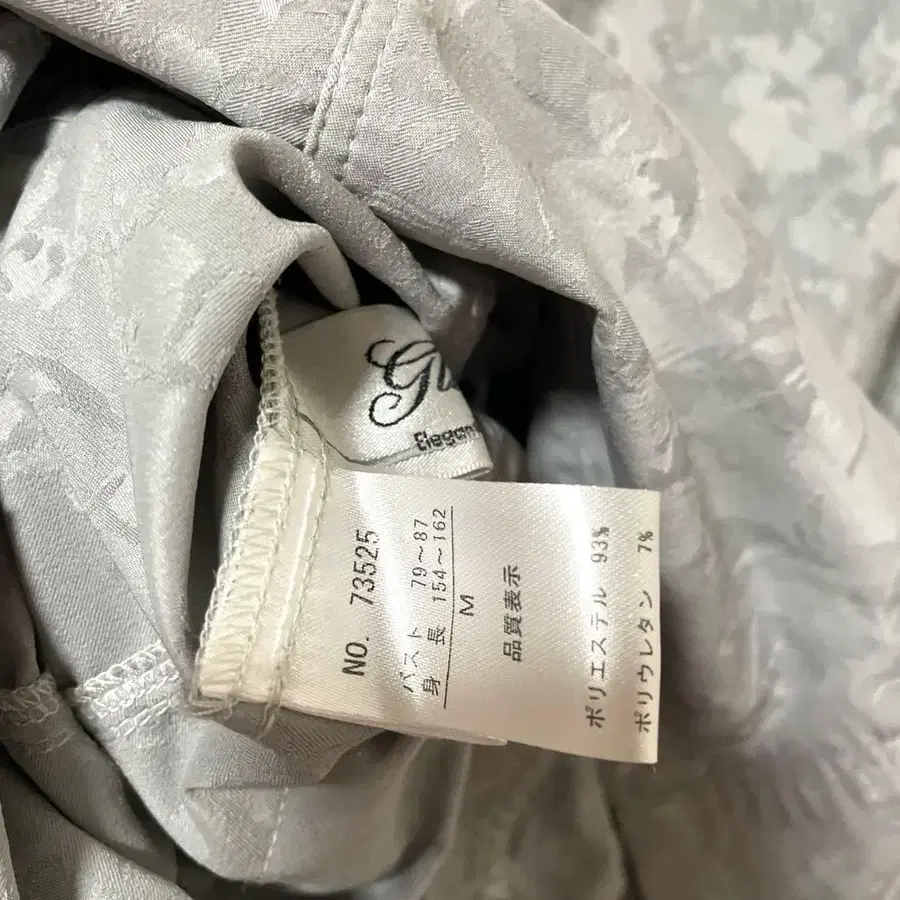 Elegan
NO. 73525
バスト 79～87
身 長 154～162
M
品質表示
ポリエステル 93%
ポリウレタン 7%